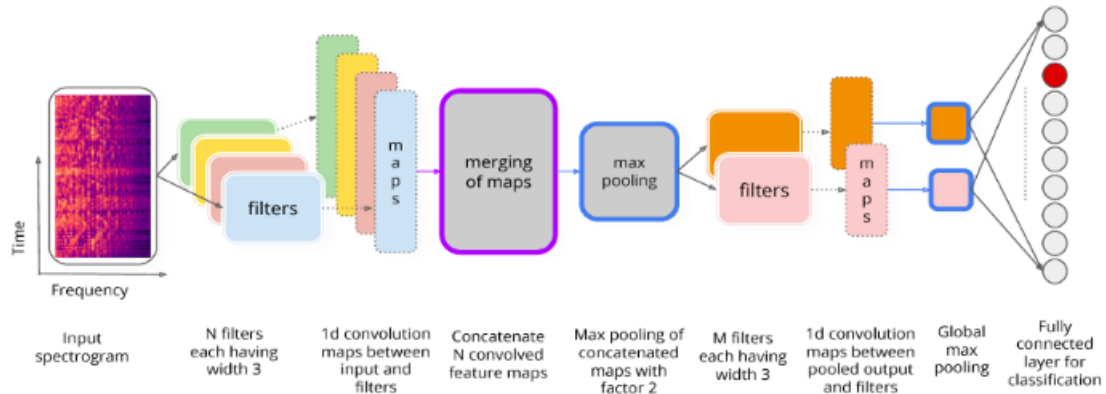 Time
Frequency
filters
maps
merging
of maps
max
pooling
filters
maps
Input
spectrogram
N filters
each having
width 3
1d convolution
maps between
input and
filters
Concatenate
N convolved
feature maps
Max pooling of
concatenated
maps with
factor 2
M filters
each having
width 3
1d convolution
maps between
pooled output
and filters
Global
max
pooling
Fully
connected
layer for
classification